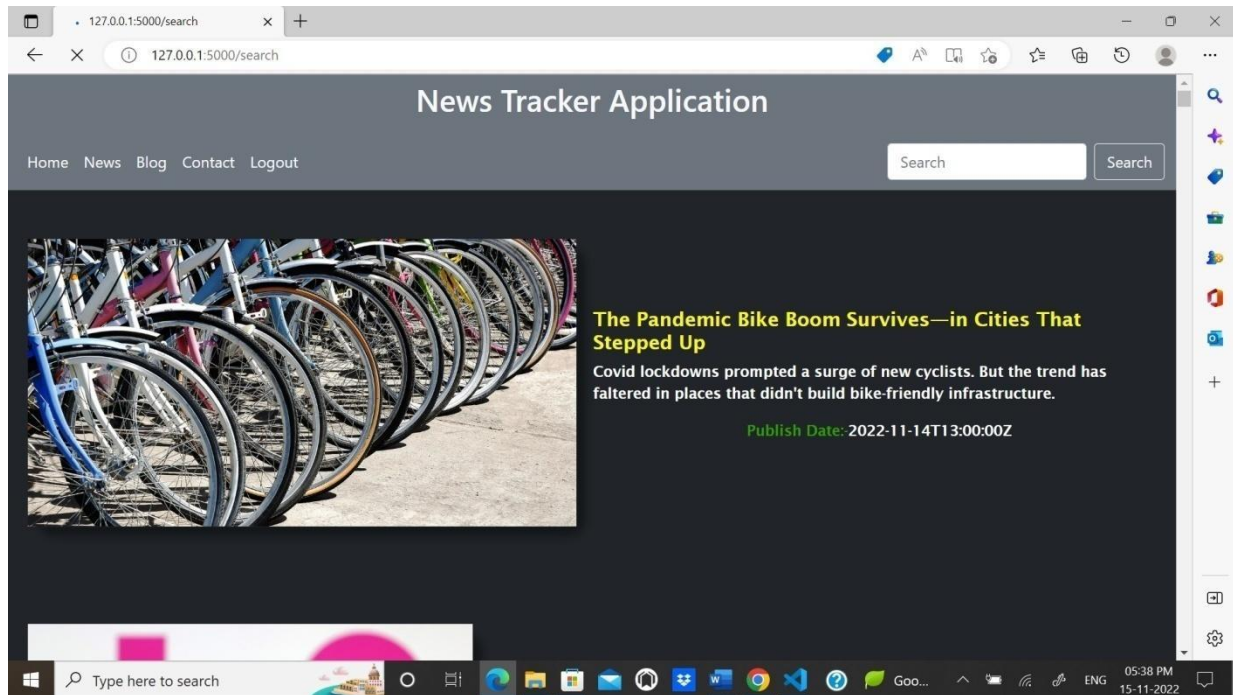 127.0.0.1:5000/search
127.0.0.1:5000/search
News Tracker Application
Home News Blog Contact Logout
Search
Search
The Pandemic Bike Boom Survives—in Cities That
Stepped Up
Covid lockdowns prompted a surge of new cyclists. But the trend has
faltered in places that didn't build bike-friendly infrastructure.
Publish Date:-2022-11-14T13:00:00Z
Type here to search
Goo...
ENG
05:38 PM
15-11-2022